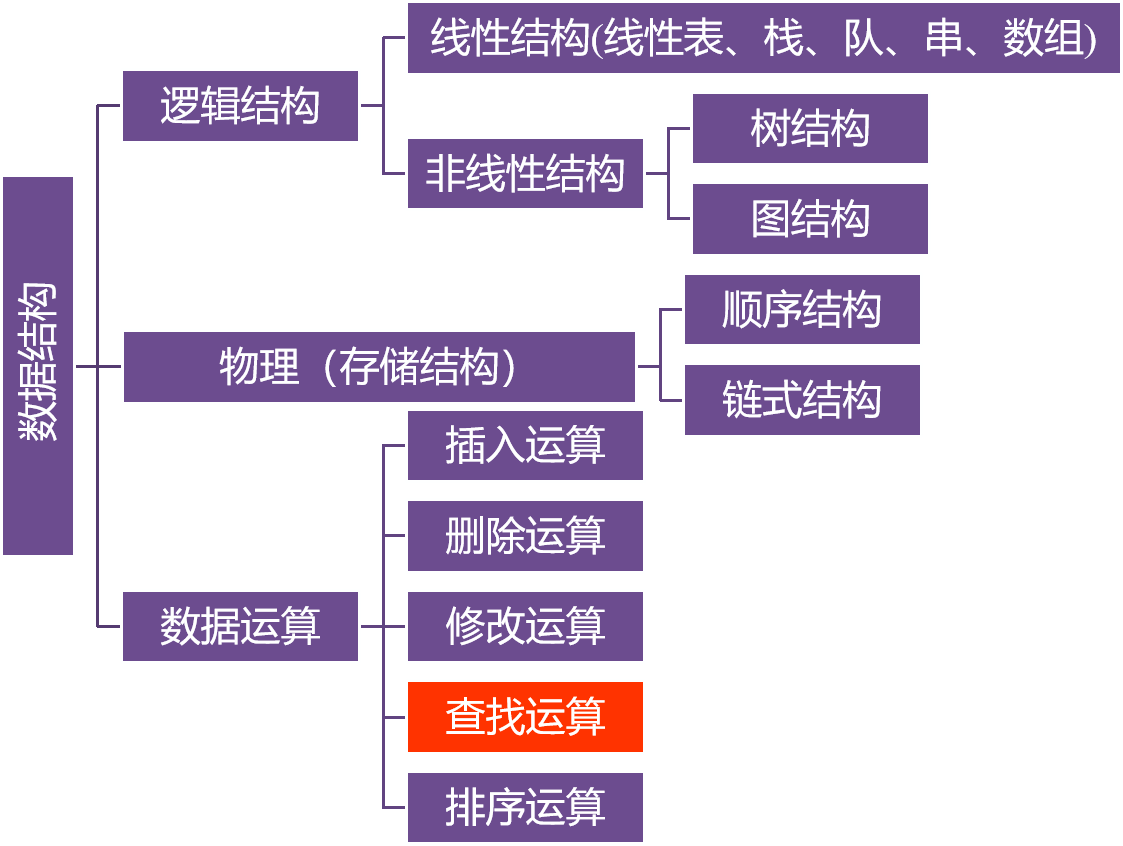 数据结构
逻辑结构
线性结构(线性表、栈、队、串、数组)
非线性结构
树结构
图结构
物理（存储结构）
顺序结构
链式结构
数据运算
插入运算
删除运算
修改运算
查找运算
排序运算